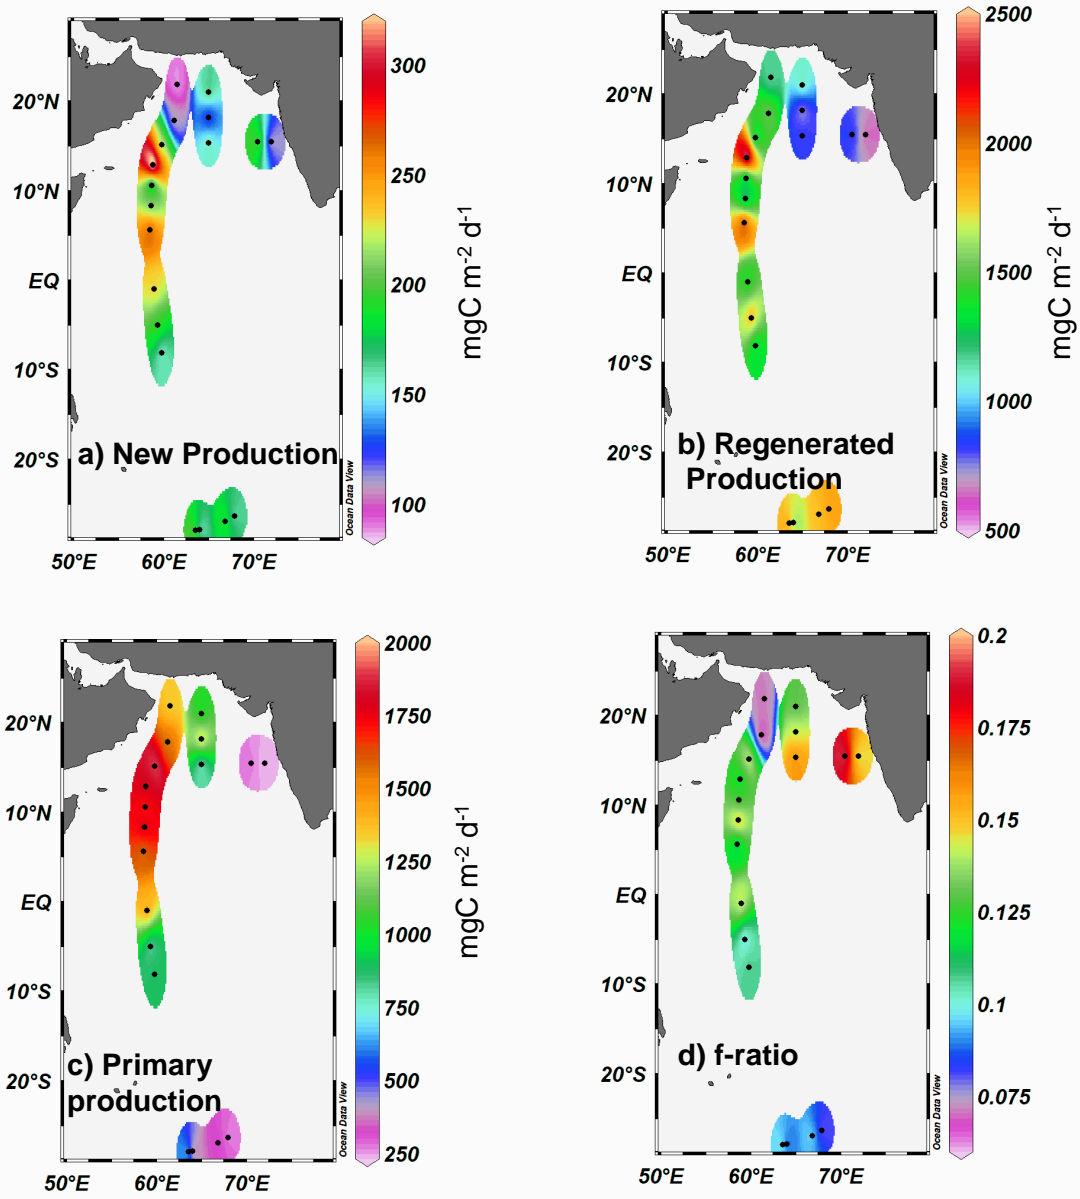 300
250
200
150
100
mgC m-2 d-1
20°N
10°N
EQ
10°S
20°S
a) New Production
Ocean Data View
50°E 60°E 70°E
2500
2000
1500
1000
500
mgC m-2 d-1
20°N
10°N
EQ
10°S
20°S
b) Regenerated
Production
Ocean Data View
50°E 60°E 70°E
2000
1750
1500
1250
1000
750
500
250
mgC m-2 d-1
20°N
10°N
EQ
10°S
20°S
c) Primary
production
Ocean Data View
50°E 60°E 70°E
0.2
0.175
0.15
0.125
0.1
0.075
20°N
10°N
EQ
10°S
20°S
d) f-ratio
Ocean Data View
50°E 60°E 70°E